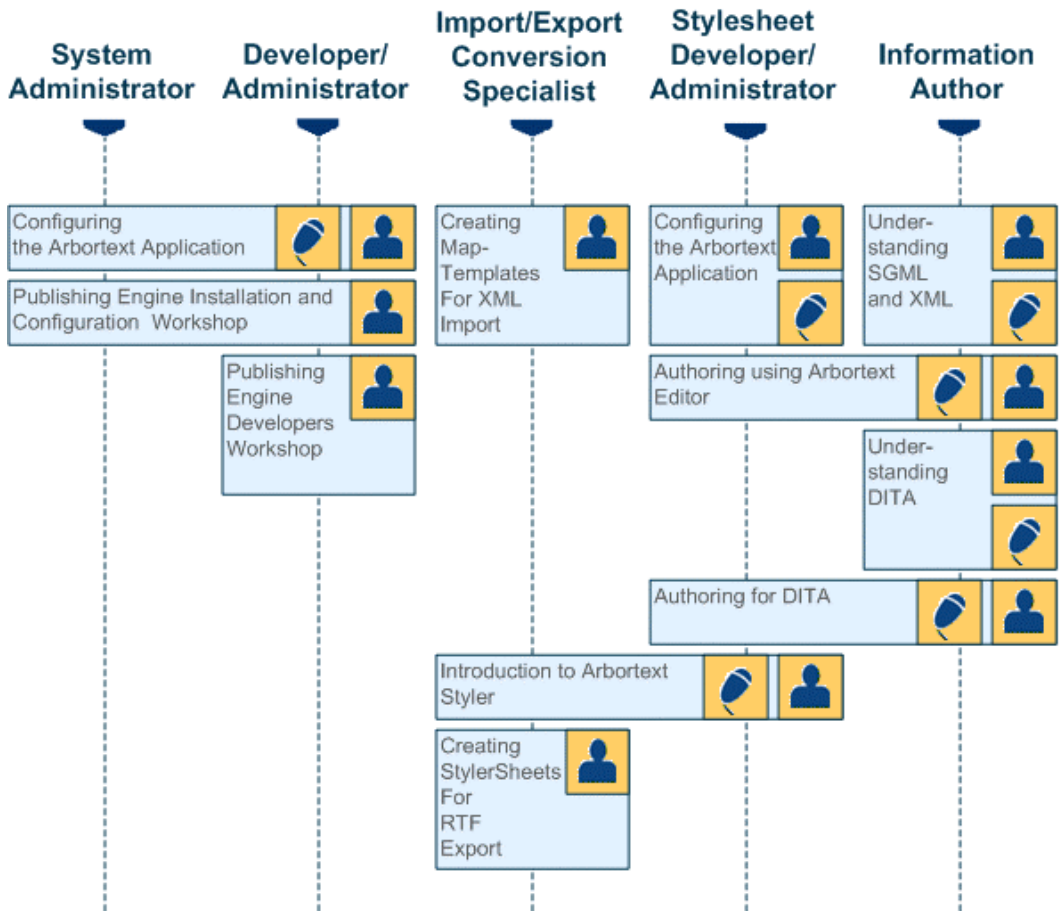 System
Administrator
Developer/
Administrator
Import/Export
Conversion
Specialist
Stylesheet
Developer/
Administrator
Information
Author
Configuring
the Arbortext Application
Creating
Map-
Templates
For XML
Import
Configuring
the Arbortext
Application
Under-
standing
SGML
and XML
Publishing Engine Installation and
Configuration Workshop
Publishing
Engine
Developers
Workshop
Authoring using Arbortext
Editor
Under-
standing
DITA
Authoring for DITA
Introduction to Arbortext
Styler
Creating
StylerSheets
For
RTF
Export